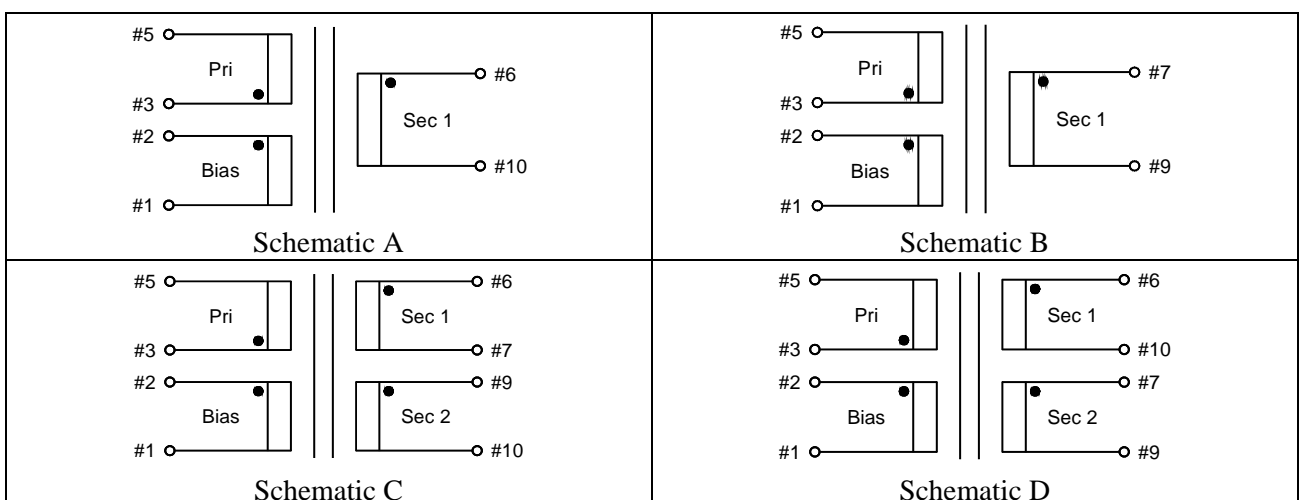 #5
Pri
#3
#2
Bias
#1
#6
Sec 1
#10
Schematic A
#5
Pri
#3
#2
Bias
#1
#7
Sec 1
#9
Schematic B
#5
Pri
#3
#2
Bias
#1
#6
Sec 1
#7
#9
Sec 2
#10
Schematic C
#5
Pri
#3
#2
Bias
#1
#6
Sec 1
#10
#7
Sec 2
#9
Schematic D